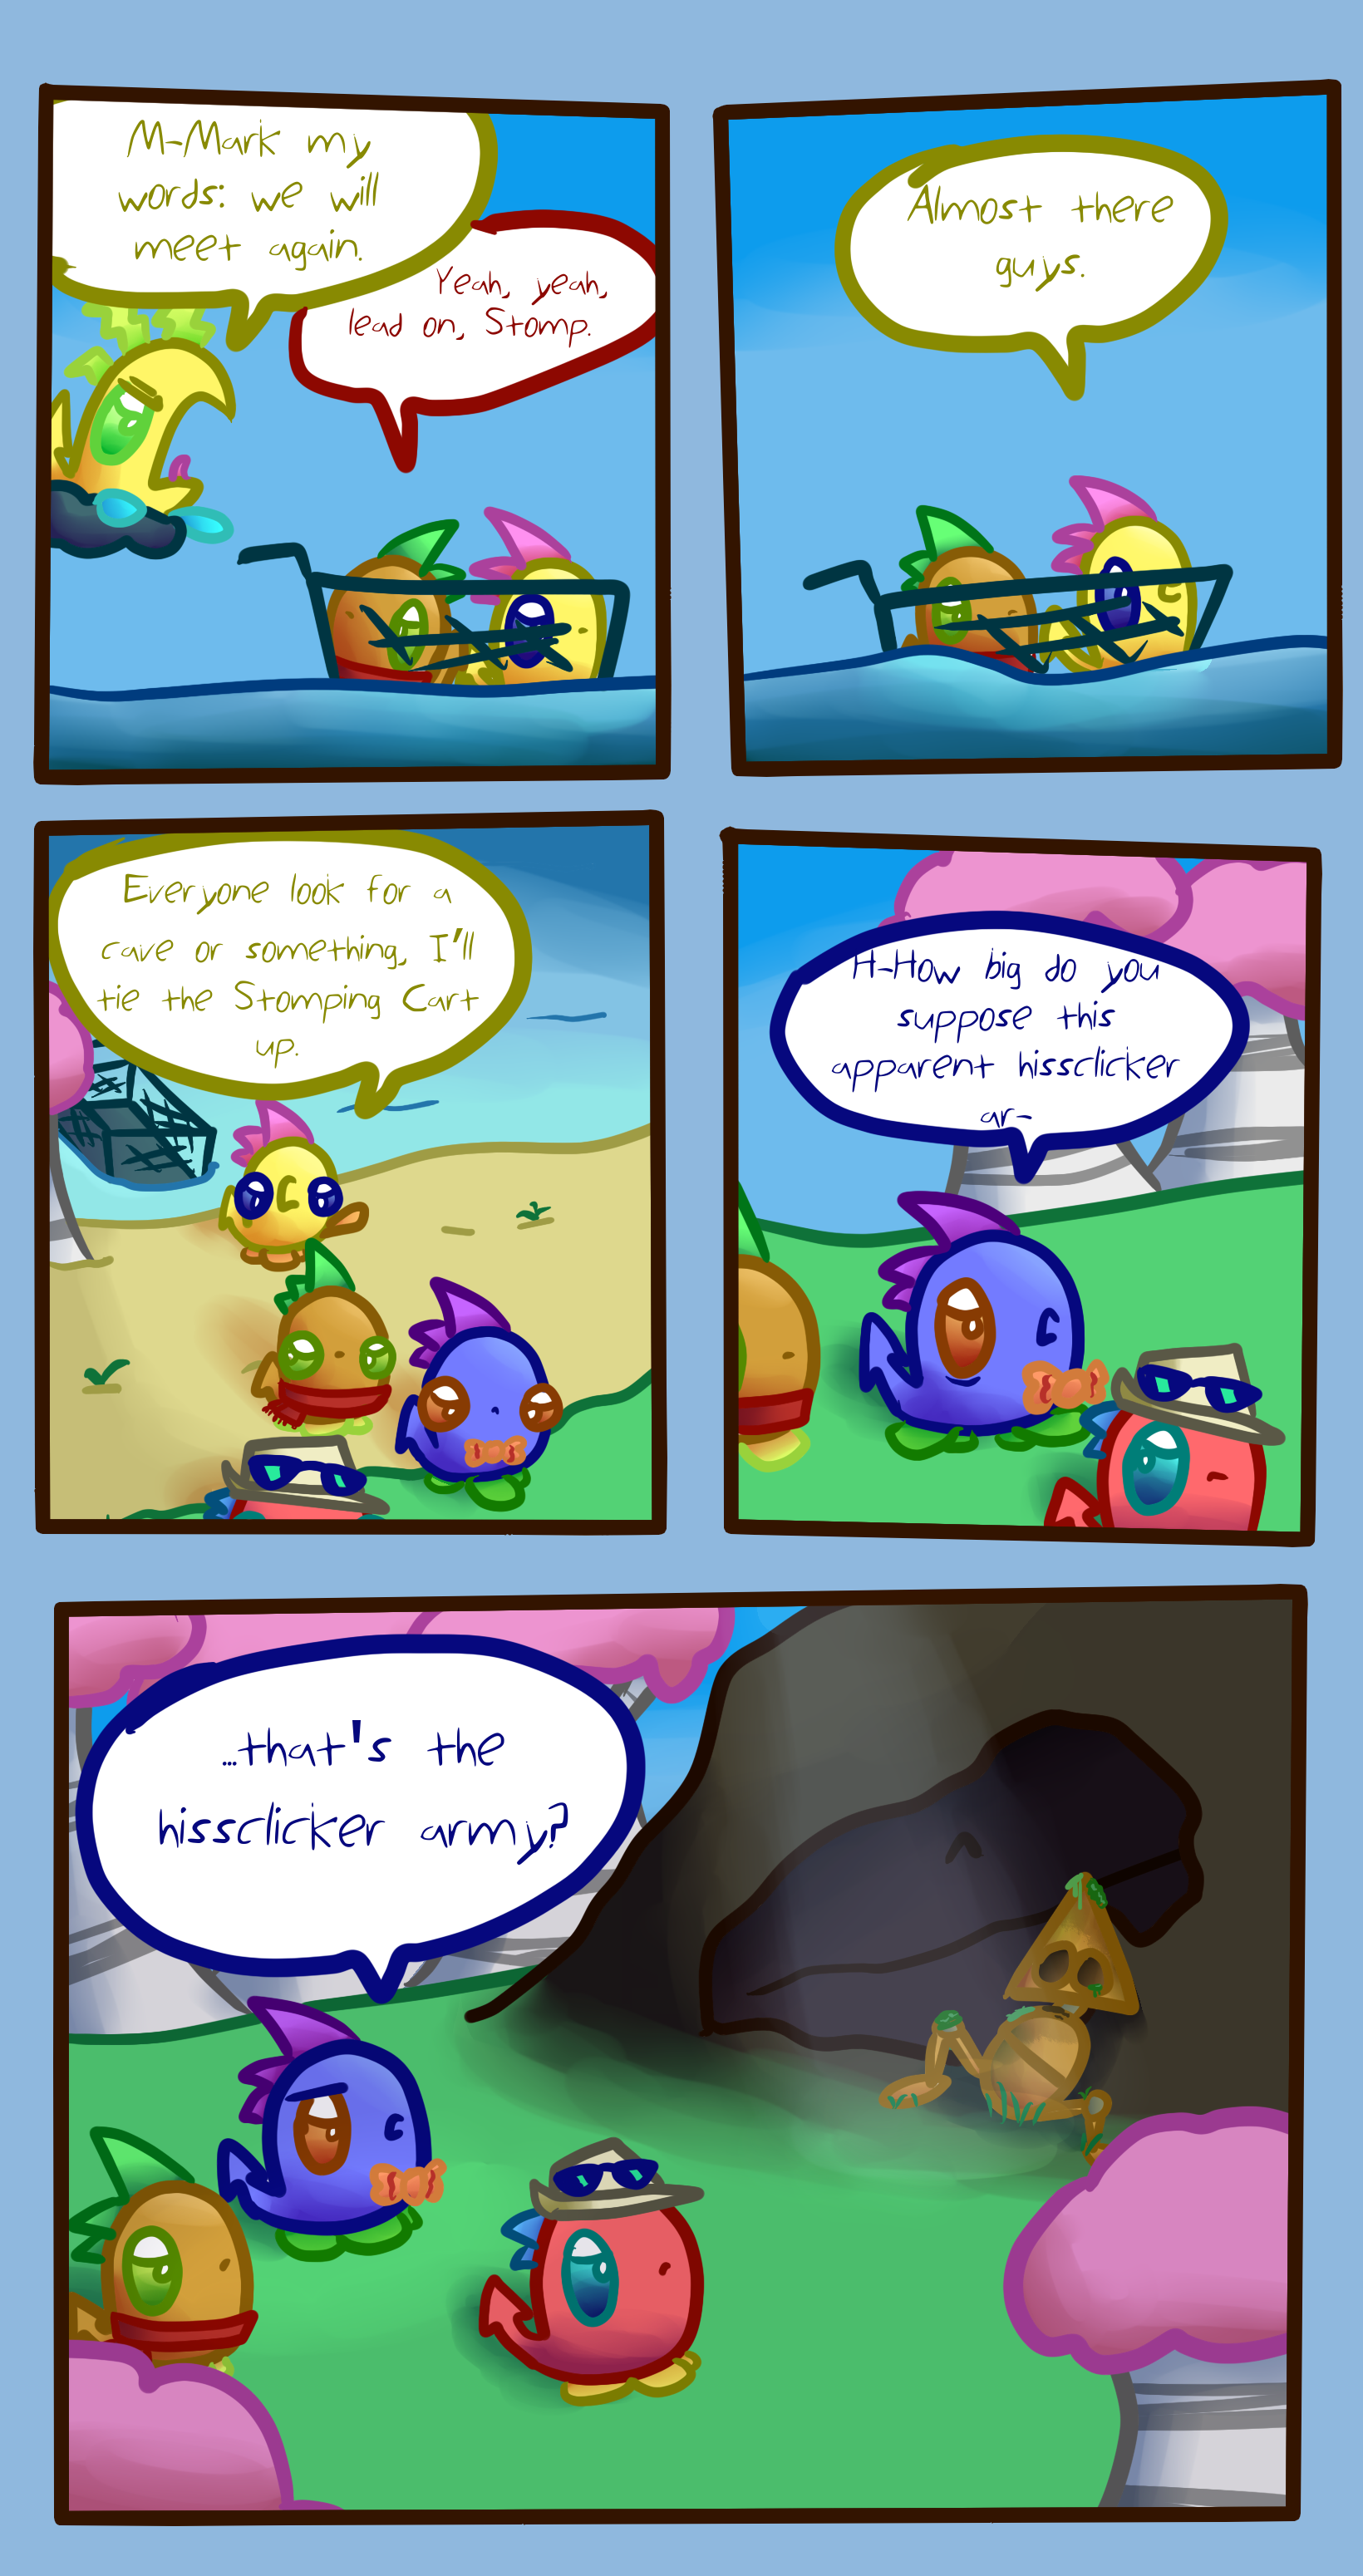 M-Mark my
words: we will
meet again.
Yeah, yeah,
lead on, Stomp.
Almost there
guys.
Everyone look for a
cave or something, I'll
tie the Stomping Cart
up.
H-How big do you
suppose this
apparent hissclicker
ar-
...that's the
hissclicker army?